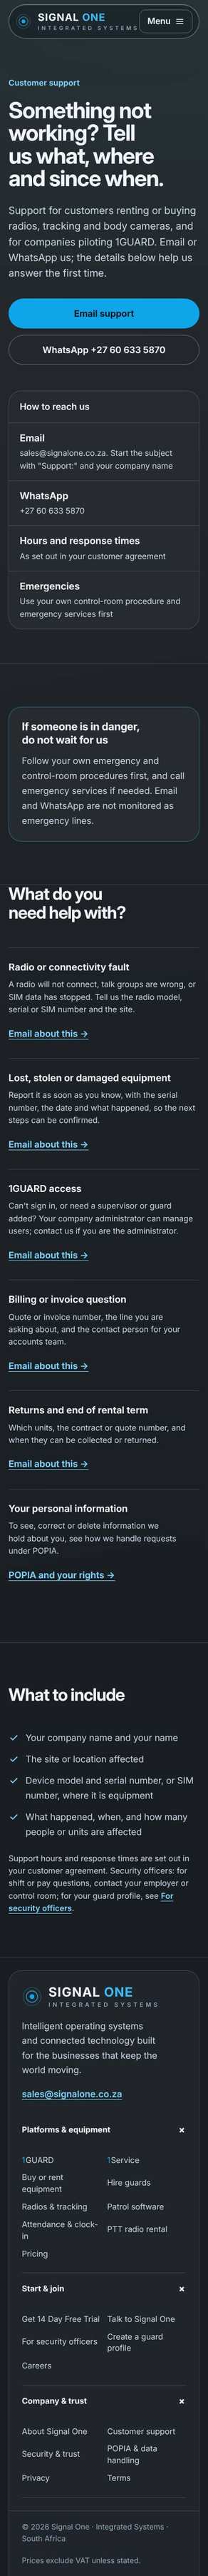 SIGNAL ONE
INTEGRATED SYSTEMS
Menu
Customer support
Something not
working? Tell
us what, where
and since when.
Support for customers renting or buying
radios, tracking and body cameras, and
for companies piloting 1GUARD. Email or
WhatsApp us; the details below help us
answer the first time.
Email support
WhatsApp +27 60 633 5870
How to reach us
Email
sales@signalone.co.za. Start the subject
with "Support:" and your company name
WhatsApp
+27 60 633 5870
Hours and response times
As set out in your customer agreement
Emergencies
Use your own control-room procedure and
emergency services first
If someone is in danger,
do not wait for us
Follow your own emergency and
control-room procedures first, and call
emergency services if needed. Email
and WhatsApp are not monitored as
emergency lines.
What do you
need help with?
Radio or connectivity fault
A radio will not connect, talk groups are wrong, or
SIM data has stopped. Tell us the radio model,
serial or SIM number and the site.
Email about this →
Lost, stolen or damaged equipment
Report it as soon as you know, with the serial
number, the date and what happened, so the next
steps can be confirmed.
Email about this →
1GUARD access
Can't sign in, or need a supervisor or guard
added? Your company administrator can manage
users; contact us if you are the administrator.
Email about this →
Billing or invoice question
Quote or invoice number, the line you are
asking about, and the contact person for your
accounts team.
Email about this →
Returns and end of rental term
Which units, the contract or quote number, and
when they can be collected or returned.
Email about this →
Your personal information
To see, correct or delete information we
hold about you, see how we handle requests
under POPIA.
POPIA and your rights →
What to include
Your company name and your name
The site or location affected
Device model and serial number, or SIM
number, where it is equipment
What happened, when, and how many
people or units are affected
Support hours and response times are set out in
your customer agreement. Security officers: for
shift or pay questions, contact your employer or
control room; for your guard profile, see For
security officers.
SIGNAL ONE
INTEGRATED SYSTEMS
Intelligent operating systems
and connected technology built
for the businesses that keep the
world moving.
sales@signalone.co.za
Platforms & equipment
1GUARD
1Service
Buy or rent
equipment
Hire guards
Radios & tracking
Patrol software
Attendance & clock-
in
PTT radio rental
Pricing
Start & join
Get 14 Day Free Trial
Talk to Signal One
For security officers
Create a guard
profile
Careers
Company & trust
About Signal One
Customer support
Security & trust
POPIA & data
handling
Privacy
Terms
© 2026 Signal One · Integrated Systems ·
South Africa
Prices exclude VAT unless stated.